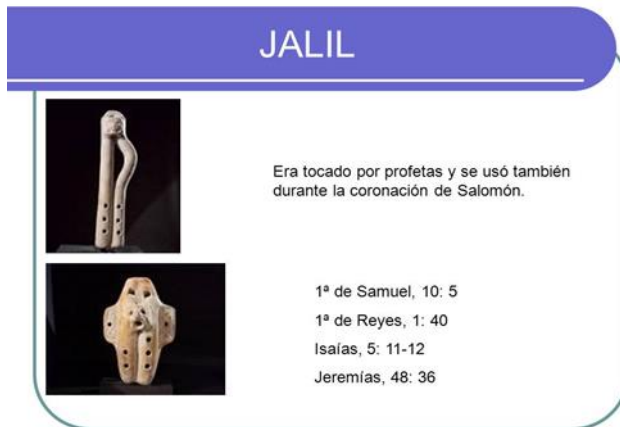 JALIL
Era tocado por profetas y se usó también
durante la coronación de Salomón.
1ª de Samuel, 10: 5
1ª de Reyes, 1: 40
Isaías, 5: 11-12
Jeremías, 48: 36